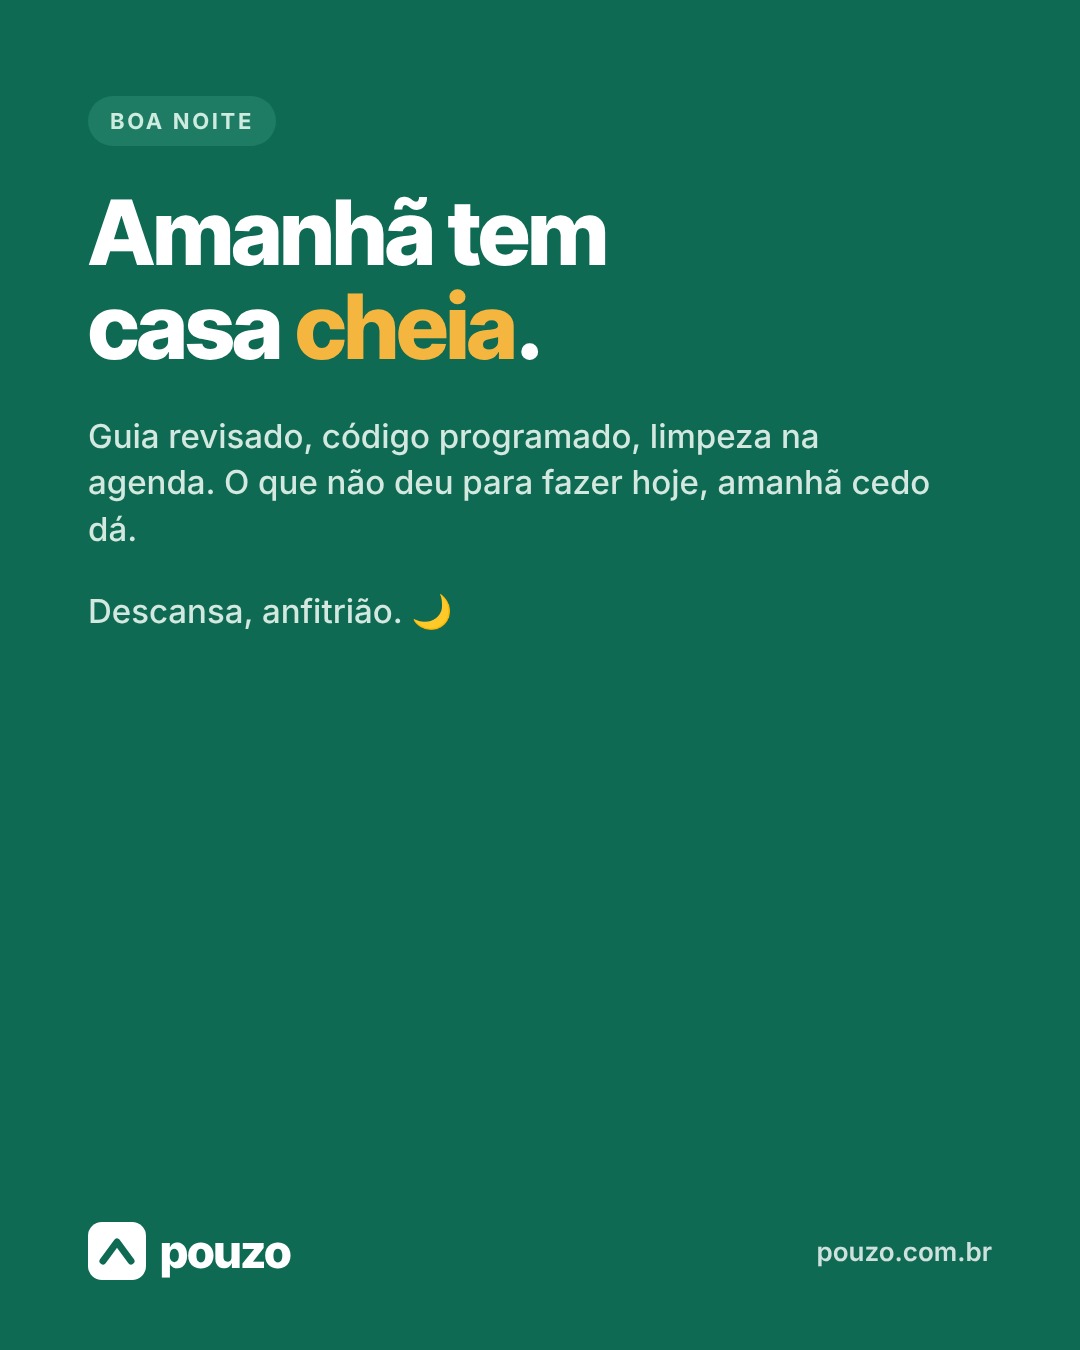 BOA NOITE
Amanhã tem
casa cheia.
Guia revisado, código programado, limpeza na
agenda. O que não deu para fazer hoje, amanhã cedo
dá.
Descansa, anfitrião. 🌙
pouzo
pouzo.com.br